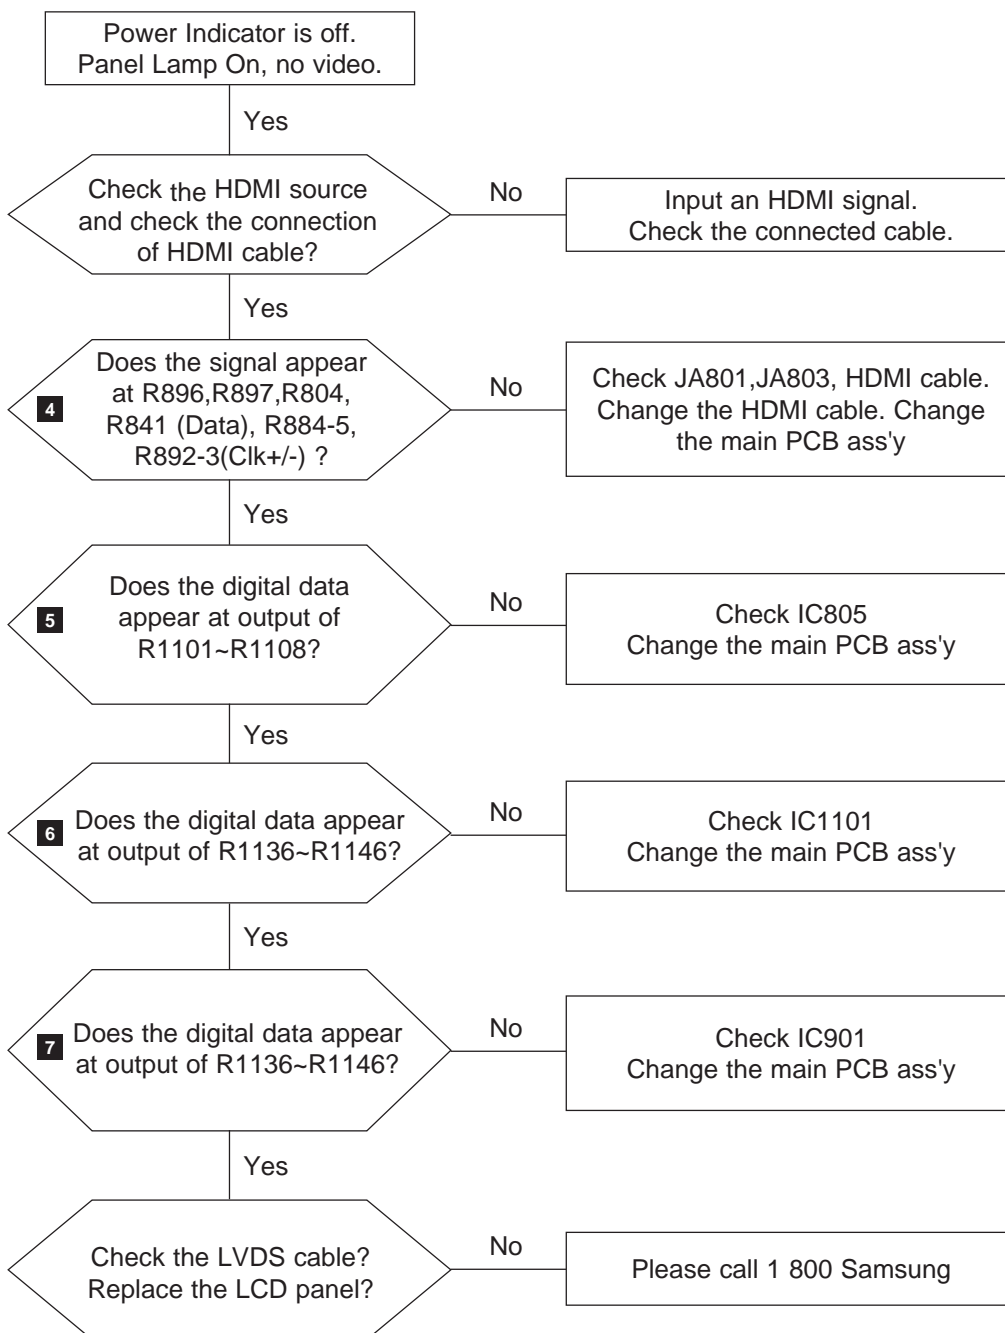 Power Indicator is off.
Panel Lamp On, no video.
Yes
Check the HDMI source
and check the connection
of HDMI cable?
No
Input an HDMI signal.
Check the connected cable.
Yes
4
Does the signal appear
at R896,R897,R804,
R841 (Data), R884-5,
R892-3(Clk+/-) ?
No
Check JA801,JA803, HDMI cable.
Change the HDMI cable. Change
the main PCB ass'y
Yes
5
Does the digital data
appear at output of
R1101~R1108?
No
Check IC805
Change the main PCB ass'y
Yes
6
Does the digital data appear
at output of R1136~R1146?
No
Check IC1101
Change the main PCB ass'y
Yes
7
Does the digital data appear
at output of R1136~R1146?
No
Check IC901
Change the main PCB ass'y
Yes
Check the LVDS cable?
Replace the LCD panel?
No
Please call 1 800 Samsung